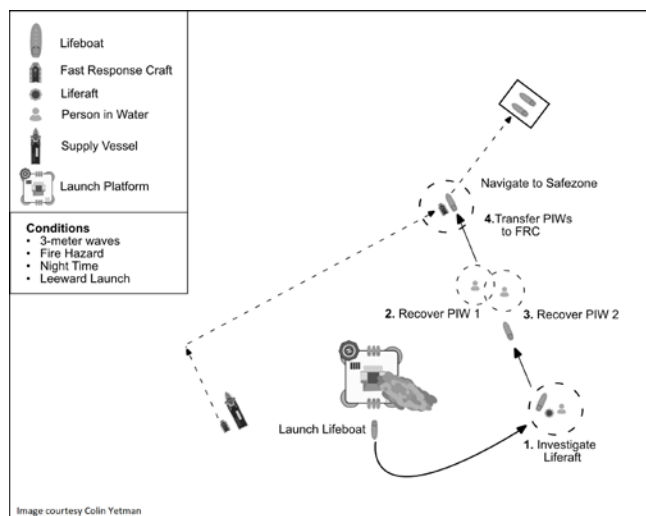 Lifeboat
Fast Response Craft
Liferaft
Person in Water
Supply Vessel
Launch Platform
Conditions
• 3-meter waves
• Fire Hazard
• Night Time
• Leeward Launch
Navigate to Safezone
4.Transfer PIWs
to FRC
2. Recover PIW 1
3. Recover PIW 2
Launch Lifeboat
1. Investigate
Liferaft
Image courtesy Colin Yetman